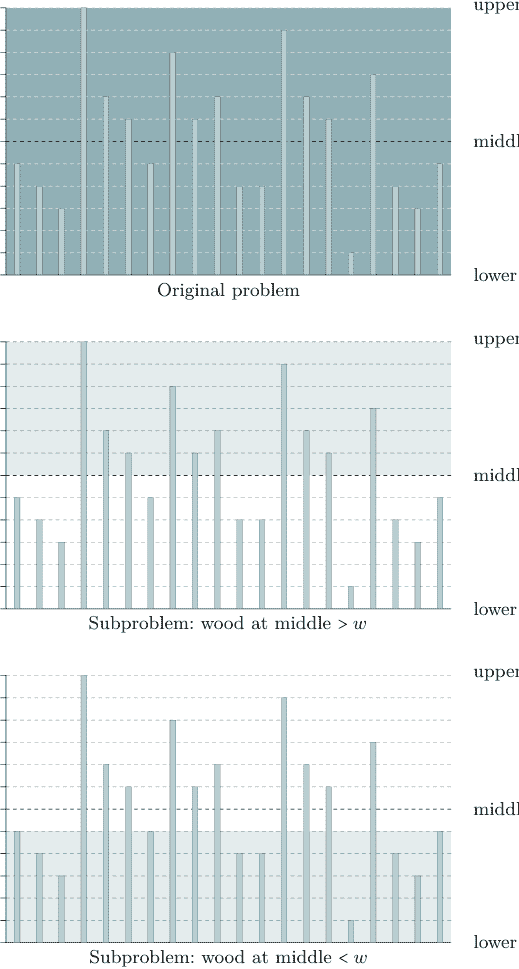 upper
middl
lower
Original problem
upper
middl
lower
Subproblem: wood at middle > w
upper
middl
lower
Subproblem: wood at middle < w